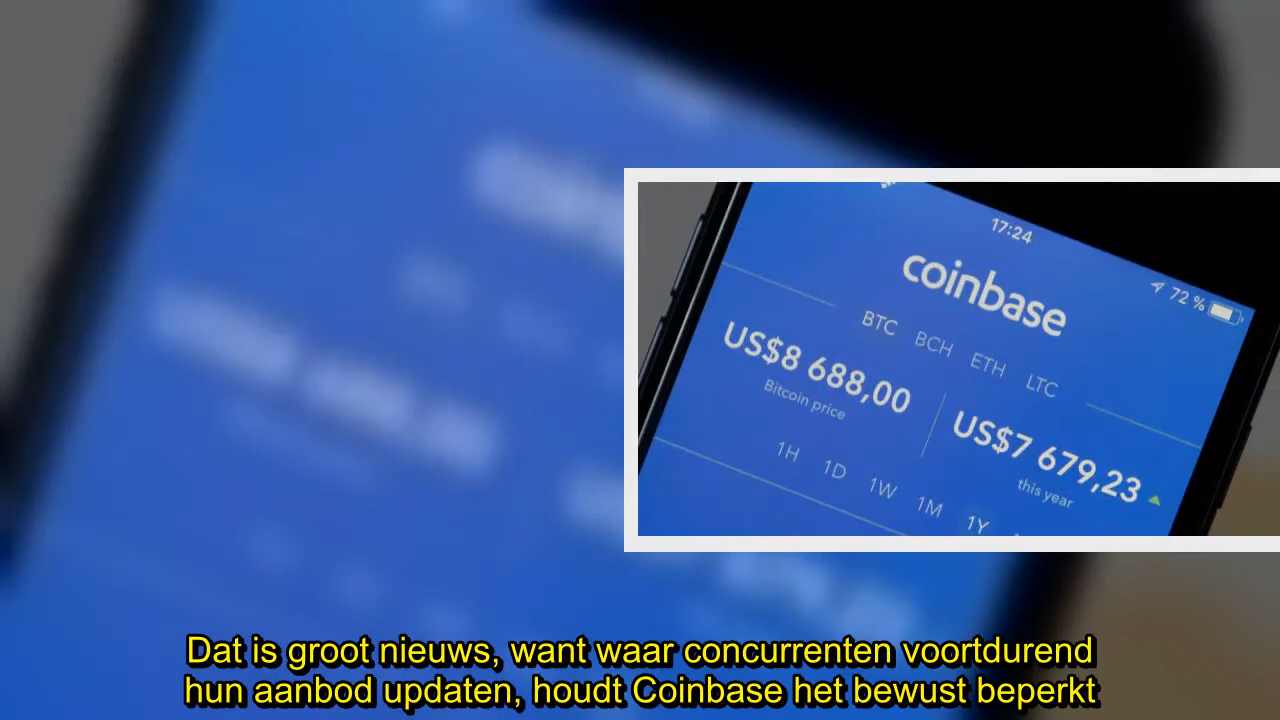 17:24
72 %
coinbase
BTC BCH ETH LTC
US$8 688,00
Bitcoin price
US$7 679,23
this year
1H 1D 1W 1M 1Y
Dat is groot nieuws, want waar concurrenten voortdurend
hun aanbod updaten, houdt Coinbase het bewust beperkt